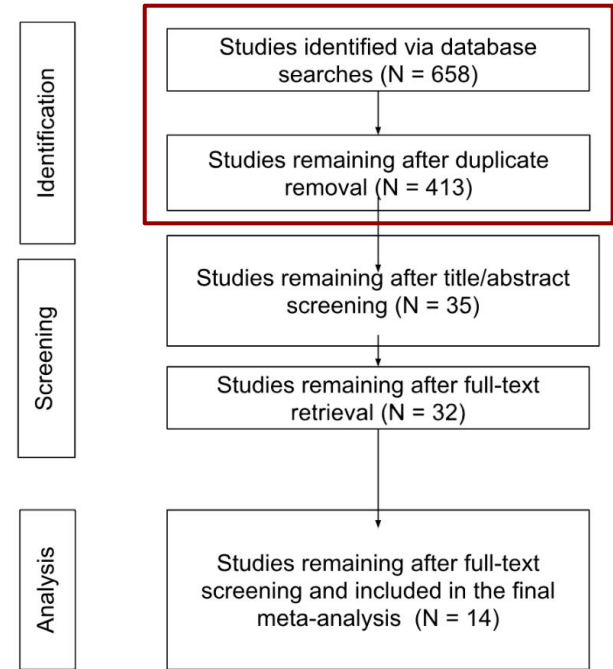 Identification
Studies identified via database
searches (N = 658)
Studies remaining after duplicate
removal (N = 413)
Screening
Studies remaining after title/abstract
screening (N = 35)
Studies remaining after full-text
retrieval (N = 32)
Analysis
Studies remaining after full-text
screening and included in the final
meta-analysis (N = 14)